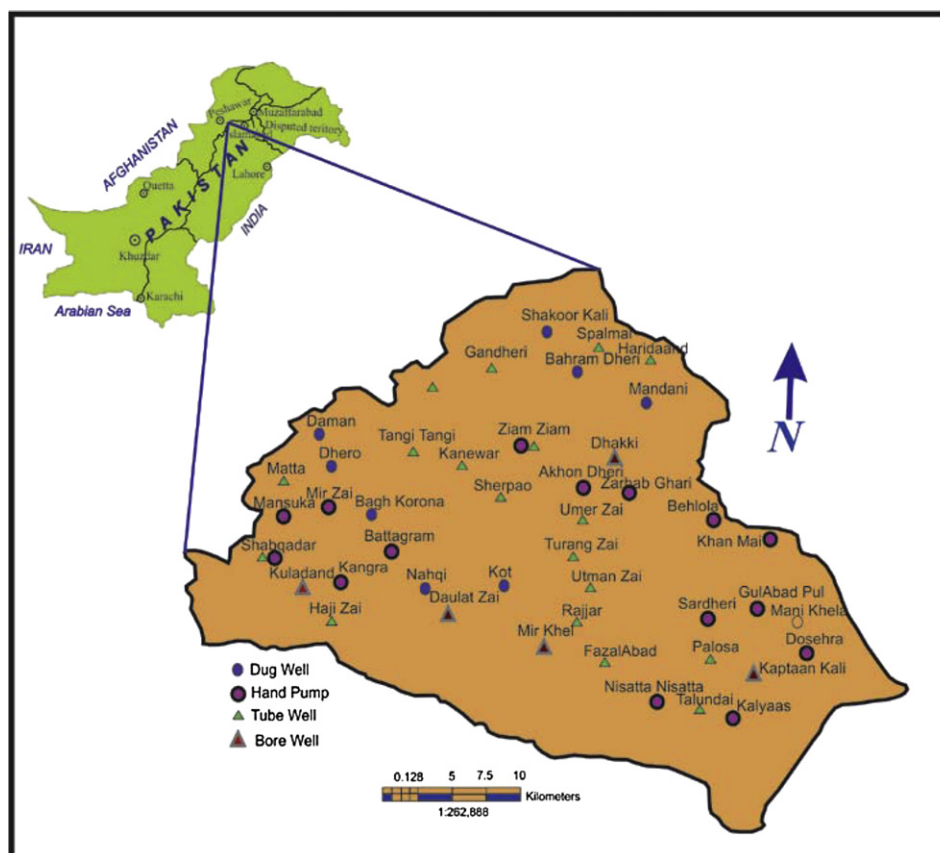 Peshawar
Muzaffarabad
Islamabad
Disputed teritory
AFGHANISTAN
Lahore
Quetta
PAKISTAN
INDIA
IRAN
Khuzdar
Karachi
Arabian Sea
Shakoor Kali
Spalmai
Haridaand
Gandheri
Bahram Dheri
Mandani
N
Daman
Ziam Ziam
Dhakki
Tangi Tangi
Dhero
Kanewar
Matta
Akhon Dheri
Zarbab Ghari
Sherpao
Mir Zai
Mansuka
Bagh Korona
Umer Zai
Behlola
Battagram
Khan Mai
Shabqadar
Turang Zai
Kuladand
Kangra
Nahqi
Kot
Utman Zai
GulAbad Pul
Daulat Zai
Sardheri
Mani Khela
Haji Zai
Rajjar
Mir Khel
Palosa
Dosehra
FazalAbad
Kaptaan Kali
Dug Well
Hand Pump
Nisatta Nisatta
Talundai
Kalyaas
Tube Well
Bore Well
0.128 5 7.5 10
Kilometers
1:262,888